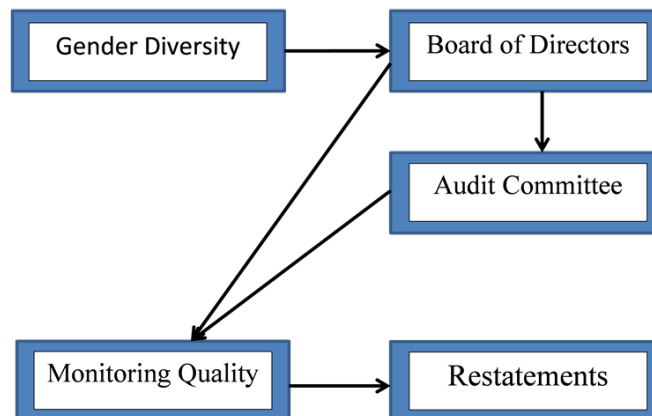 Gender Diversity
Board of Directors
Audit Committee
Monitoring Quality
Restatements